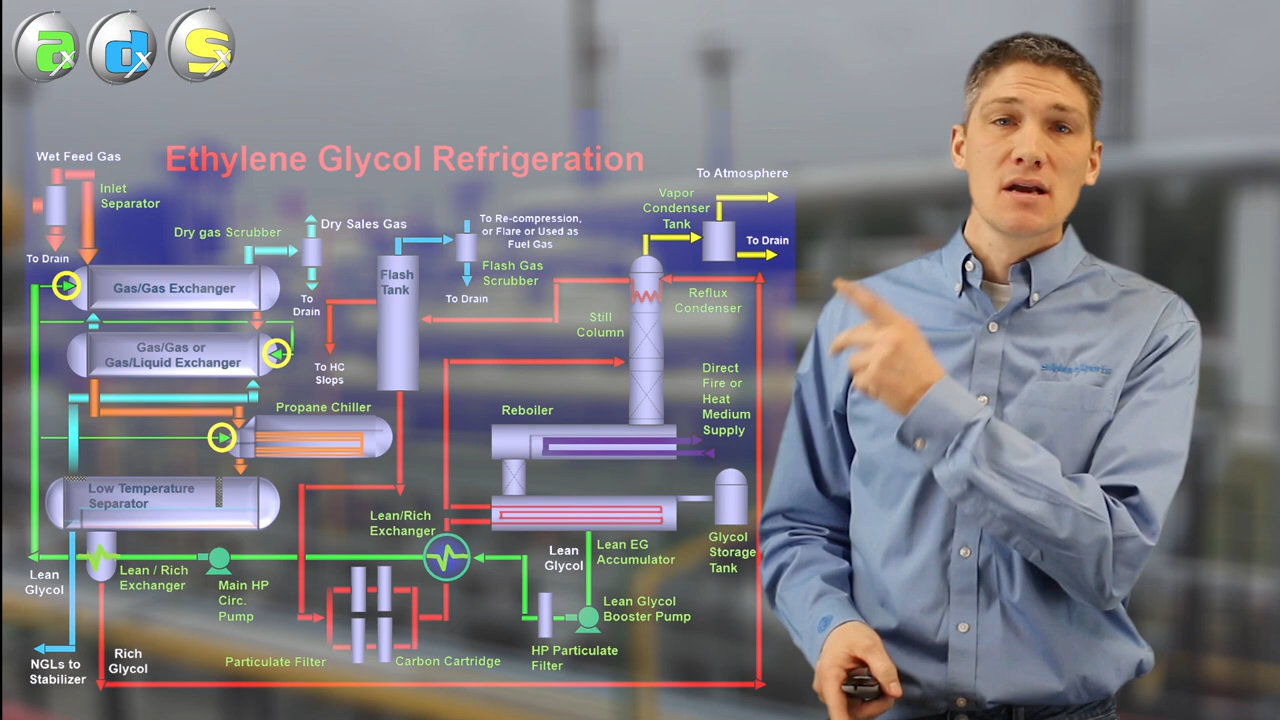 a x d x s x
Ethylene Glycol Refrigeration
Wet Feed Gas
Inlet
Separator
To Drain
Dry gas Scrubber
Dry Sales Gas
To
Drain
Gas/Gas Exchanger
Gas/Gas or
Gas/Liquid Exchanger
Propane Chiller
Low Temperature
Separator
Flash
Tank
To HC
Slops
To Re-compression,
or Flare or Used as
Fuel Gas
Flash Gas
Scrubber
To Drain
To Atmosphere
Vapor
Condenser
Tank
To Drain
Reflux
Condenser
Still
Column
Direct
Fire or
Heat
Medium
Supply
Reboiler
Glycol
Storage
Tank
Lean/Rich
Exchanger
Lean
Glycol
Lean EG
Accumulator
Lean Glycol
Booster Pump
HP Particulate
Filter
Carbon Cartridge
Particulate Filter
Main HP
Circ.
Pump
Lean / Rich
Exchanger
Lean
Glycol
Rich
Glycol
NGLs to
Stabilizer